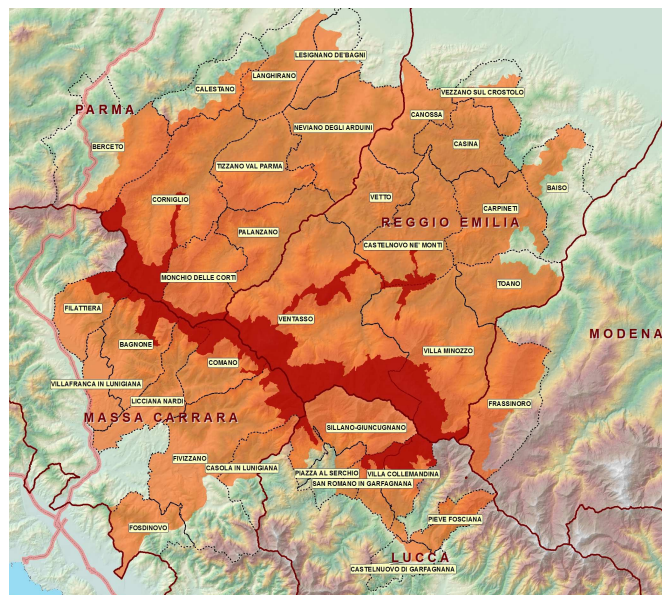 LESIGNANO DE'BAGNI
LANGHIRANO
CALESTANO
VEZZANO SUL CROSTOLO
PARMA
CANOSSA
NEVIANO DEGLI ARDUINI
BERCETO
CASINA
TIZZANO VAL PARMA
BAISO
CORNIGLIO
VETTO
CARPINETI
REGGIO EMILIA
PALANZANO
CASTELNOVO NE' MONTI
MONCHIO DELLE CORTI
TOANO
FILATTIERA
VENTASSO
MODENA
BAGNONE
VILLA MINOZZO
COMANO
VILLAFRANCA IN LUNIGIANA
LICCIANA NARDI
FRASSINORO
MASSA CARRARA
SILLANO-GIUNCUGNANO
FIVIZZANO
CASOLA IN LUNIGIANA
PIAZZA AL SERCHIO
VILLA COLLEMANDINA
SAN ROMANO IN GARFAGNANA
PIEVE FOSCIANA
FOSDINOVO
LUCCA
CASTELNUOVO DI GARFAGNANA